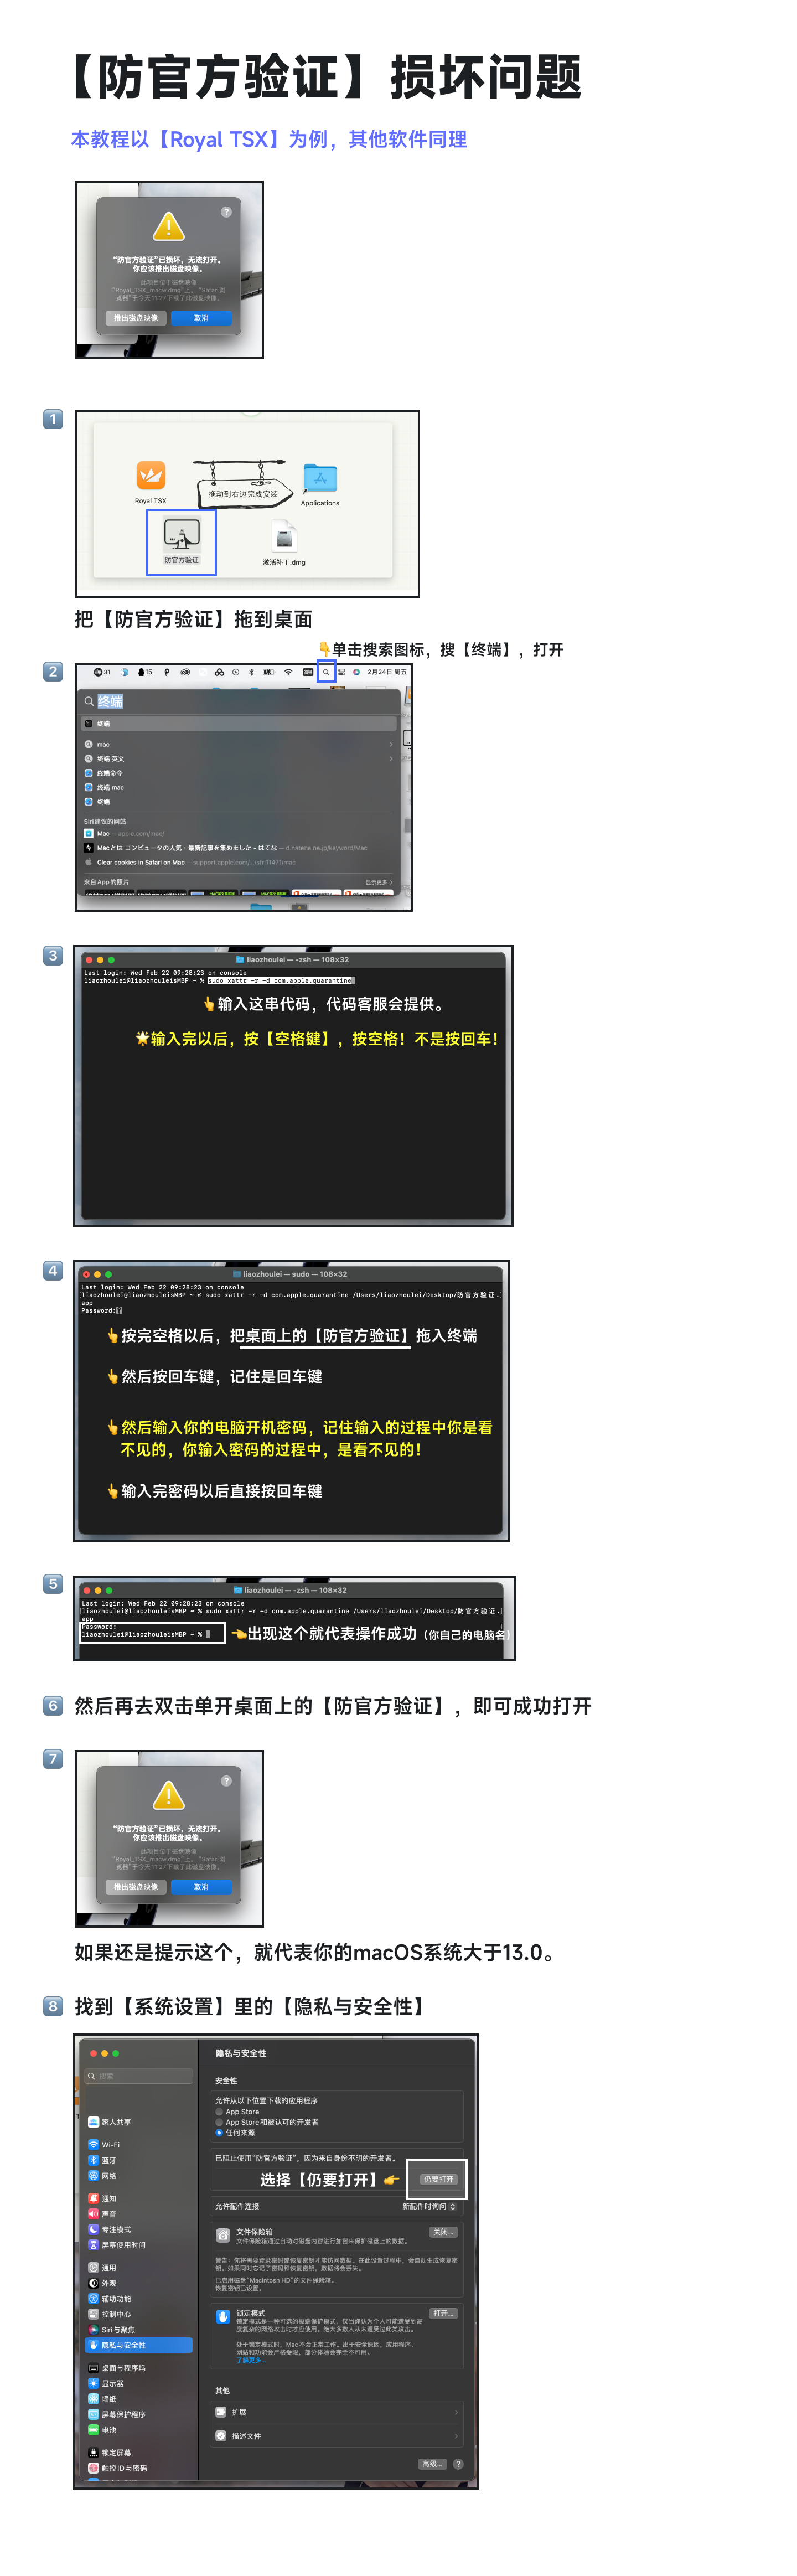 【防官方验证】损坏问题
本教程以【Royal TSX】为例，其他软件同理
?
“防官方验证”已损坏，无法打开。
你应该推出磁盘映像。
此项目位于磁盘映像
“Royal_TSX_macw.dmg”上。“Safari浏
览器”于今天 11:27下载了此磁盘映像。
推出磁盘映像
取消
1
Royal TSX
拖动到右边完成安装
Applications
防官方验证
激活补丁.dmg
把【防官方验证】拖到桌面
👇单击搜索图标，搜【终端】，打开
2
31
15
2月24日 周五
终端
终端
mac
终端 英文
终端命令
终端 mac
终端
Siri建议的网站
Mac — apple.com/mac/
Macとは コンピュータの人気・最新記事を集めました - はてな — d.hatena.ne.jp/keyword/Mac
Clear cookies in Safari on Mac — support.apple.com/.../sfri11471/mac
来自App的照片
显示更多
3
liaozhoulei — -zsh — 108×32
Last login: Wed Feb 22 09:28:23 on console
liaozhoulei@liaozhouleisMBP ~ % sudo xattr -r -d com.apple.quarantine
👆输入这串代码，代码客服会提供。
🌟输入完以后，按【空格键】，按空格！不是按回车！
4
liaozhoulei — sudo — 108×32
Last login: Wed Feb 22 09:28:23 on console
liaozhoulei@liaozhouleisMBP ~ % sudo xattr -r -d com.apple.quarantine /Users/liaozhoulei/Desktop/防官方验证.
app
Password:
👆按完空格以后，把桌面上的【防官方验证】拖入终端
👆然后按回车键，记住是回车键
👆然后输入你的电脑开机密码，记住输入的过程中你是看
不见的，你输入密码的过程中，是看不见的！
👆输入完密码以后直接按回车键
5
liaozhoulei — -zsh — 108×32
Last login: Wed Feb 22 09:28:23 on console
liaozhoulei@liaozhouleisMBP ~ % sudo xattr -r -d com.apple.quarantine /Users/liaozhoulei/Desktop/防官方验证.
app
Password:
liaozhoulei@liaozhouleisMBP ~ %
👈出现这个就代表操作成功（你自己的电脑名）
6
然后再去双击单开桌面上的【防官方验证】，即可成功打开
7
?
“防官方验证”已损坏，无法打开。
你应该推出磁盘映像。
此项目位于磁盘映像
“Royal_TSX_macw.dmg”上。“Safari浏
览器”于今天 11:27下载了此磁盘映像。
推出磁盘映像
取消
如果还是提示这个，就代表你的macOS系统大于13.0。
8
找到【系统设置】里的【隐私与安全性】
搜索
家人共享
Wi-Fi
蓝牙
网络
通知
声音
专注模式
屏幕使用时间
通用
外观
辅助功能
控制中心
Siri与聚焦
隐私与安全性
桌面与程序坞
显示器
墙纸
屏幕保护程序
电池
锁定屏幕
触控ID与密码
隐私与安全性
安全性
允许从以下位置下载的应用程序
App Store
App Store和被认可的开发者
任何来源
已阻止使用“防官方验证”，因为来自身份不明的开发者。
选择【仍要打开】👉
仍要打开
允许配件连接
新配件时询问
文件保险箱
关闭...
文件保险箱通过自动对磁盘内容进行加密来保护磁盘上的数据。
警告：你将需要登录密码或恢复密钥才能访问数据。在此设置过程中，会自动生成恢复密
钥。如果同时忘记了密码和恢复密钥，数据将会丢失。
已启用磁盘“Macintosh HD”的文件保险箱。
恢复密钥已设置。
锁定模式
打开...
锁定模式是一种可选的极端保护模式，仅当你认为个人可能遭受到高
度复杂的网络攻击时才应使用。绝大多数人从未遭受过此类攻击。
处于锁定模式时，Mac不会正常工作。出于安全原因，应用程序、
网站和功能会严格受限，部分体验会完全不可用。
了解更多...
其他
扩展
描述文件
高级...
?